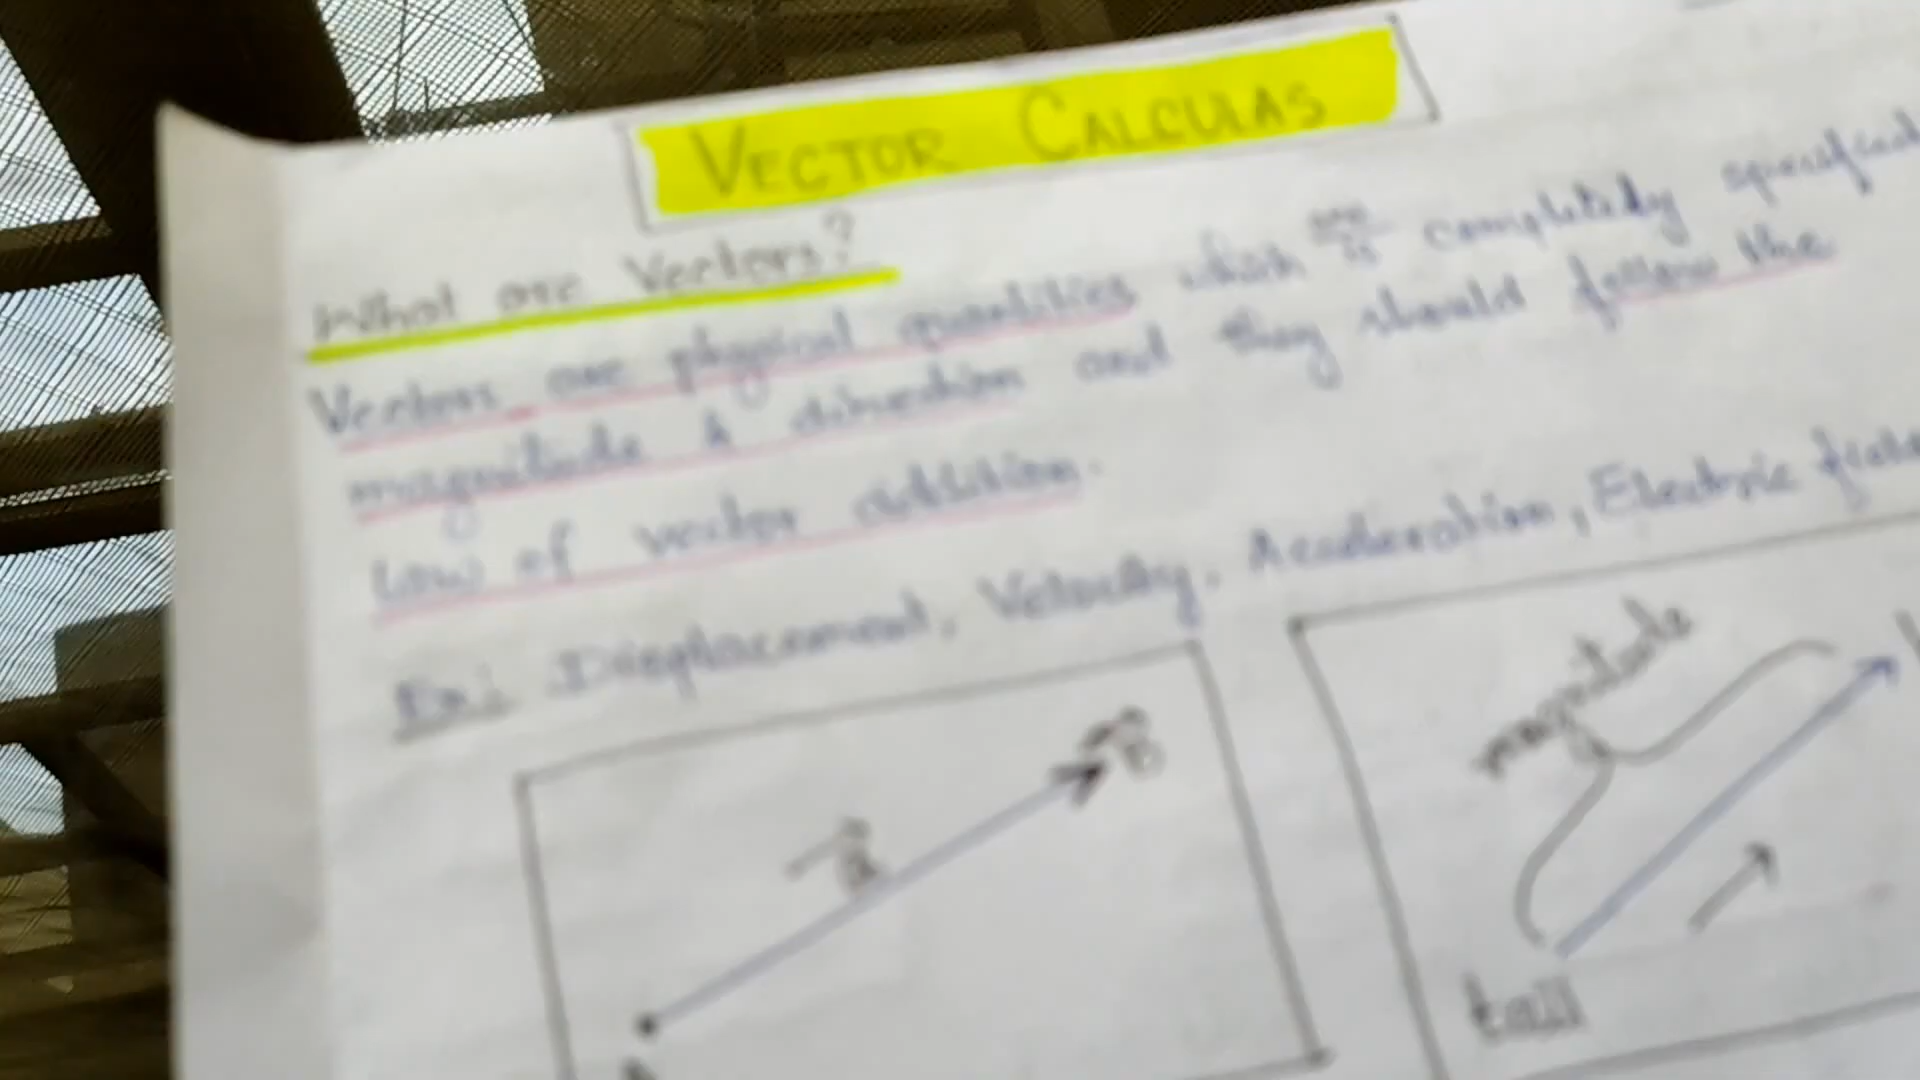 VECTOR CALCULAS
What are Vectors?
Vectors are physical quantities which is completely specified
magnitude & direction and they should follow the
law of vector addition.
Ex: Displacement, Velocity, Acceleration, Electric field
magnitude
a
B
A
tail